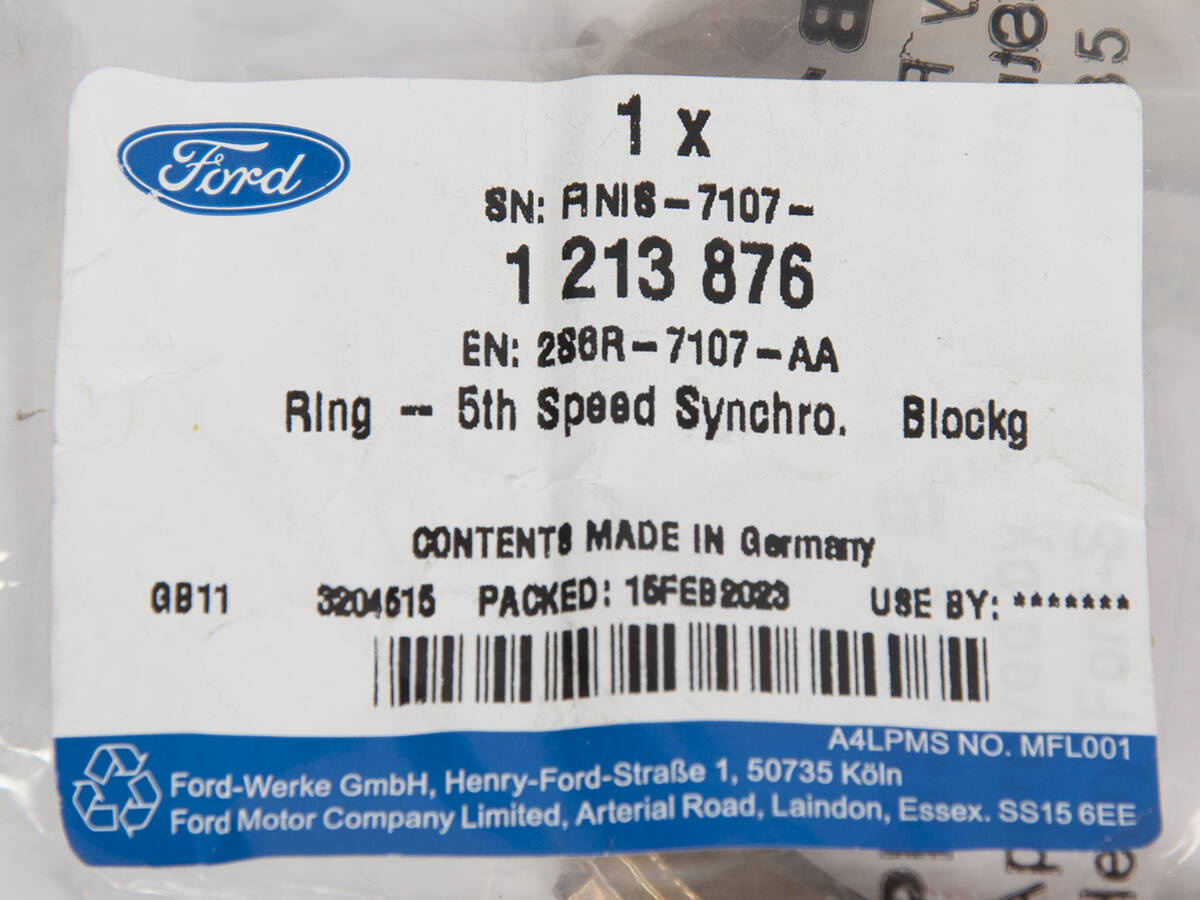 Ford
1 x
SN: FINIS-7107-
1 213 876
EN: 2S6R-7107-AA
Ring - 5th Speed Synchro. Blockg
CONTENTS MADE IN Germany
GB11 3204515 PACKED: 15FEB2023 USE BY: *******
A4LPMS NO. MFL001
Ford-Werke GmbH, Henry-Ford-Straße 1, 50735 Köln
Ford Motor Company Limited, Arterial Road, Laindon, Essex. SS15 6EE